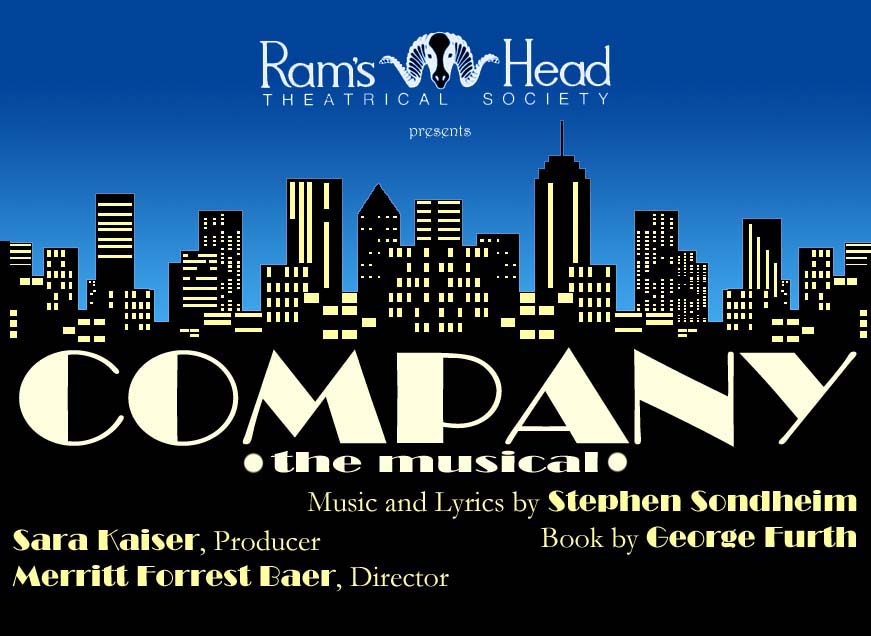 Ram's Head
THEATRICAL SOCIETY
presents
COMPANY
• the musical •
Music and Lyrics by Stephen Sondheim
Book by George Furth
Sara Kaiser, Producer
Merritt Forrest Baer, Director